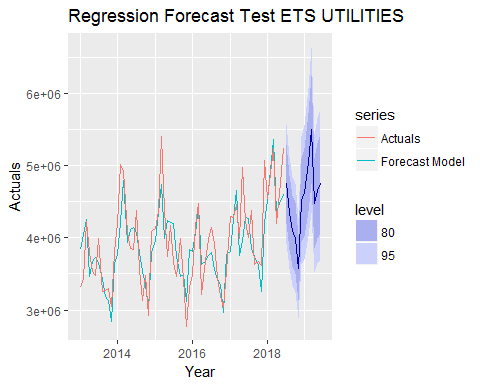 Regression Forecast Test ETS UTILITIES
Actuals
6e+06
5e+06
4e+06
3e+06
2014
2016
2018
Year
series
Actuals
Forecast Model
level
80
95